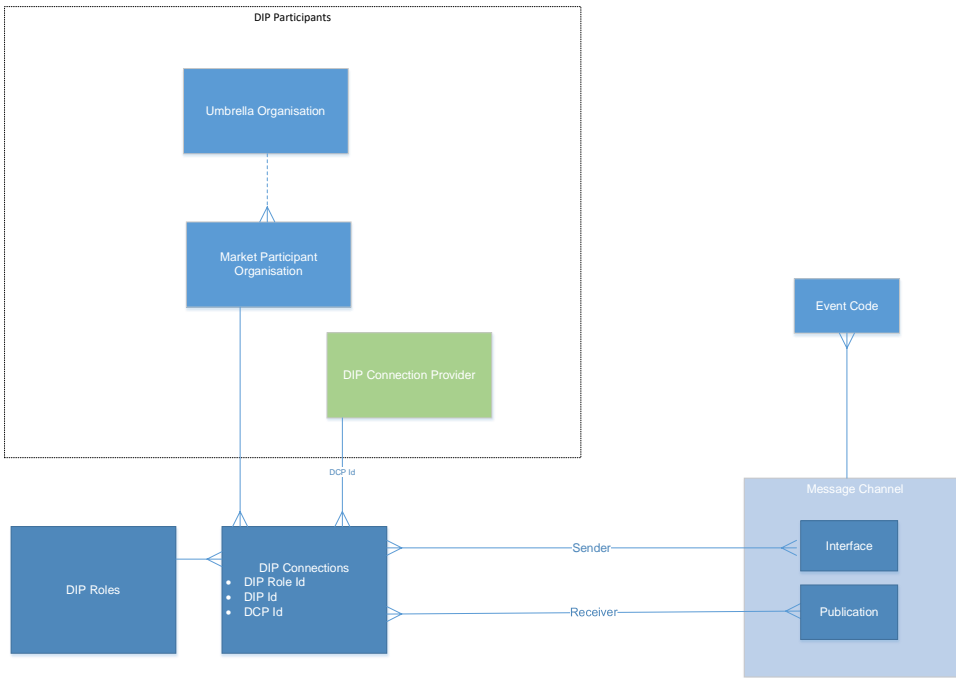 DIP Participants
Umbrella Organisation
Market Participant
Organisation
Event Code
DIP Connection Provider
DCP Id
Message Channel
DIP Roles
DIP Connections
• DIP Role Id
• DIP Id
• DCP Id
Sender
Interface
Receiver
Publication